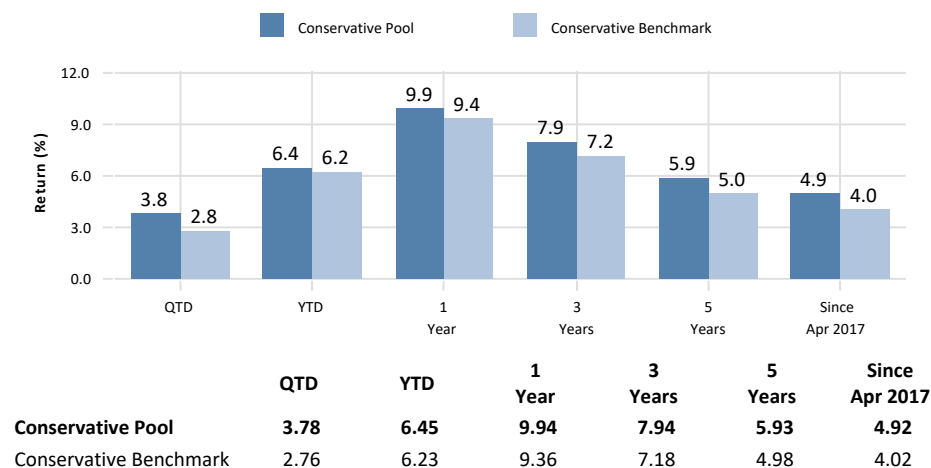 Conservative Pool Conservative Benchmark
12.0
9.0
6.0
3.0
0.0
Return (%)
3.8 2.8 6.4 6.2 9.9 9.4 7.9 7.2 5.9 5.0 4.9 4.0
QTD YTD 1 3 5 Since
Year Years Years Apr 2017
1 3 5 Since
QTD YTD Year Years Years Apr 2017
Conservative Pool 3.78 6.45 9.94 7.94 5.93 4.92
Conservative Benchmark 2.76 6.23 9.36 7.18 4.98 4.02